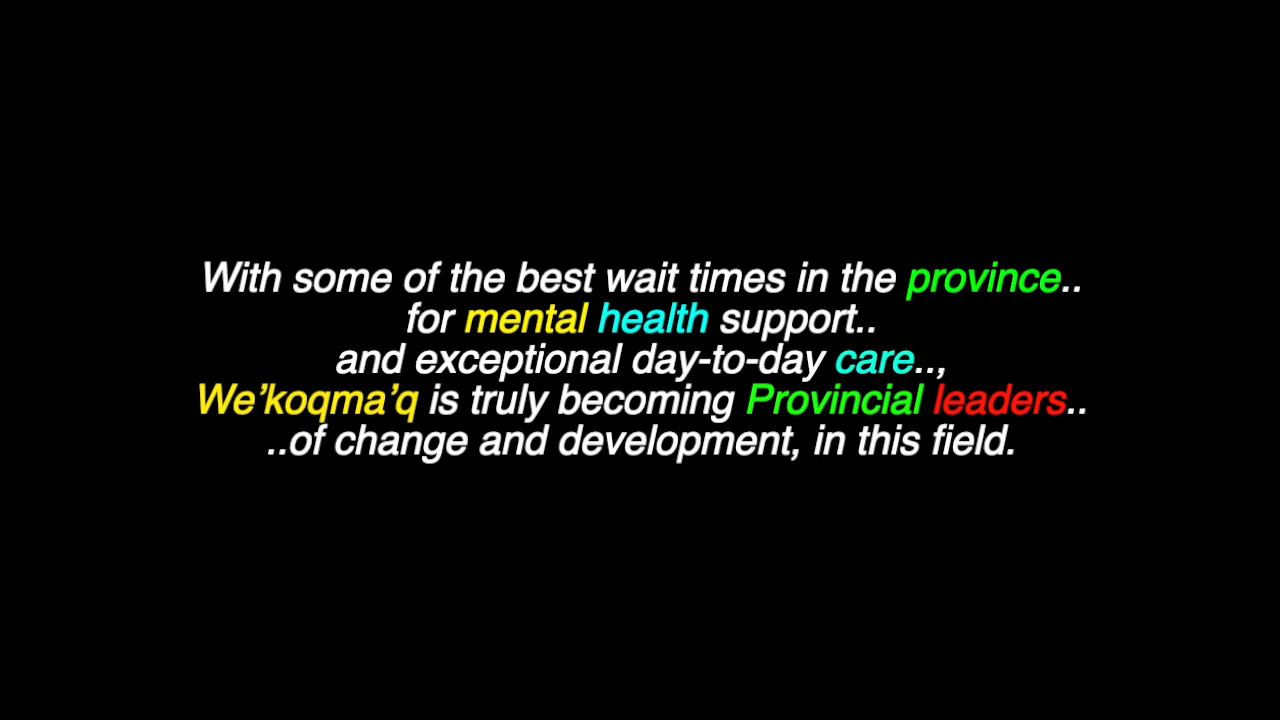 With some of the best wait times in the province..
for mental health support..
and exceptional day-to-day care..,
We’koqma’q is truly becoming Provincial leaders..
..of change and development, in this field.